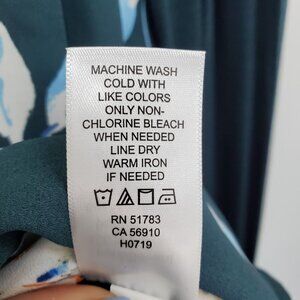 MACHINE WASH
COLD WITH
LIKE COLORS
ONLY NON-
CHLORINE BLEACH
WHEN NEEDED
LINE DRY
WARM IRON
IF NEEDED
RN 51783
CA 56910
H0719